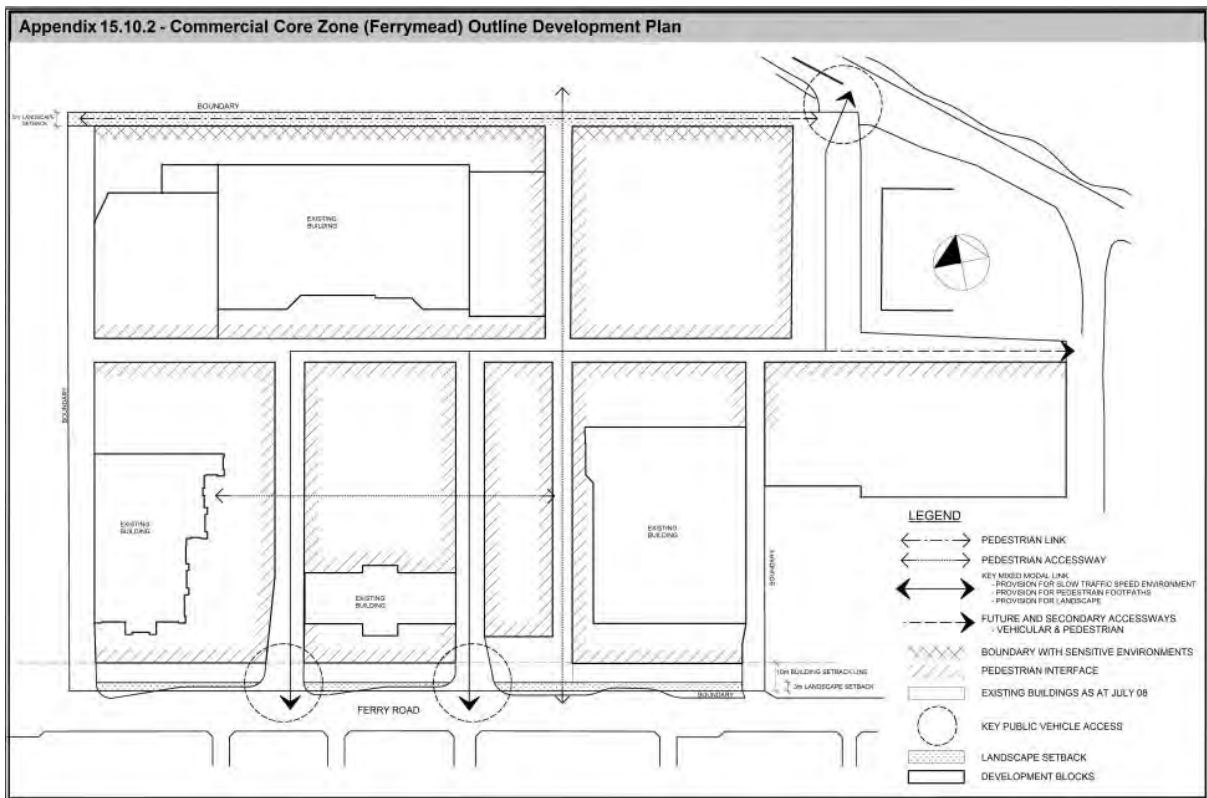 Appendix 15.10.2 - Commercial Core Zone (Ferrymead) Outline Development Plan
BOUNDARY
LANDSCAPE
SETBACK
EXISTING
BUILDING
BOUNDARY
EXISTING
BUILDING
EXISTING
BUILDING
EXISTING
BUILDING
BOUNDARY
10m BUILDING SETBACK LINE
3m LANDSCAPE SETBACK
BOUNDARY
FERRY ROAD
LEGEND
PEDESTRIAN LINK
PEDESTRIAN ACCESSWAY
KEY MIXED MODAL LINK
- PROVISION FOR SLOW TRAFFIC SPEED ENVIRONMENT
- PROVISION FOR PEDESTRAIN FOOTPATHS
- PROVISION FOR LANDSCAPE
FUTURE AND SECONDARY ACCESSWAYS
- VEHICULAR & PEDESTRIAN
BOUNDARY WITH SENSITIVE ENVIRONMENTS
PEDESTRIAN INTERFACE
EXISTING BUILDINGS AS AT JULY 08
KEY PUBLIC VEHICLE ACCESS
LANDSCAPE SETBACK
DEVELOPMENT BLOCKS